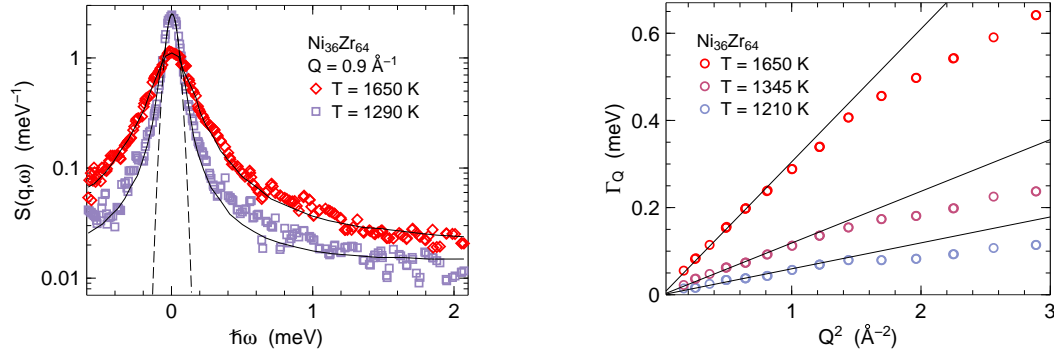 Ni₃₆Zr₆₄
Q = 0.9 Å⁻¹
T = 1650 K
T = 1290 K
S(q,ω) (meV⁻¹)
1
0.1
0.01
0 1 2
ħω (meV)
Ni₃₆Zr₆₄
T = 1650 K
T = 1345 K
T = 1210 K
Γ_Q (meV)
0.6
0.4
0.2
0
0 1 2 3
Q² (Å⁻²)